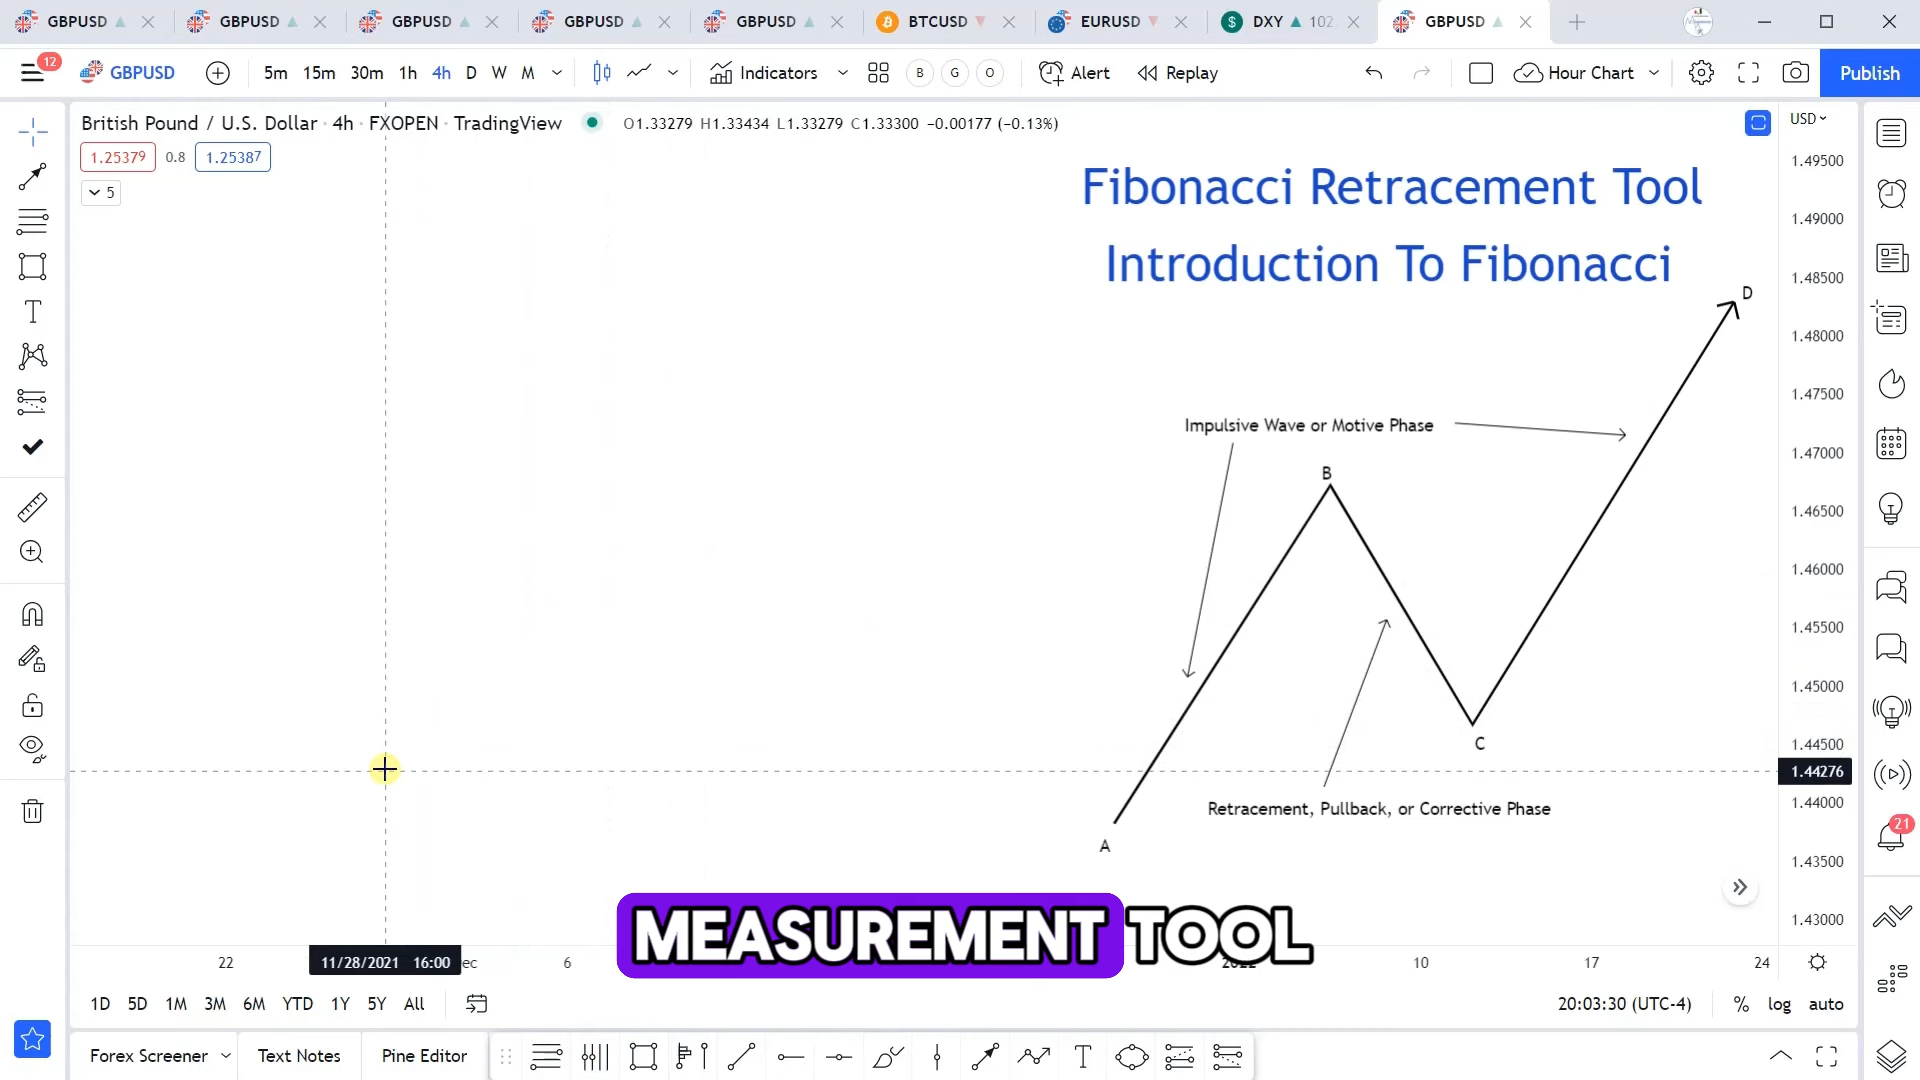 GBPUSD GBPUSD GBPUSD GBPUSD GBPUSD BTCUSD EURUSD DXY 102 GBPUSD
12 GBPUSD 5m 15m 30m 1h 4h D W M Indicators B G O Alert Replay Hour Chart Publish
British Pound / U.S. Dollar · 4h · FXOPEN · TradingView O1.33279 H1.33434 L1.33279 C1.33300 −0.00177 (−0.13%) USD
1.25379 0.8 1.25387
5
Fibonacci Retracement Tool
Introduction To Fibonacci
D
Impulsive Wave or Motive Phase
B
C
Retracement, Pullback, or Corrective Phase
A
1.49500
1.49000
1.48500
1.48000
1.47500
1.47000
1.46500
1.46000
1.45500
1.45000
1.44500
1.44276
1.44000
1.43500
1.43000
21
MEASUREMENT TOOL
22 11/28/2021 16:00 ec 6 10 17 24
1D 5D 1M 3M 6M YTD 1Y 5Y All 20:03:30 (UTC-4) % log auto
Forex Screener Text Notes Pine Editor T